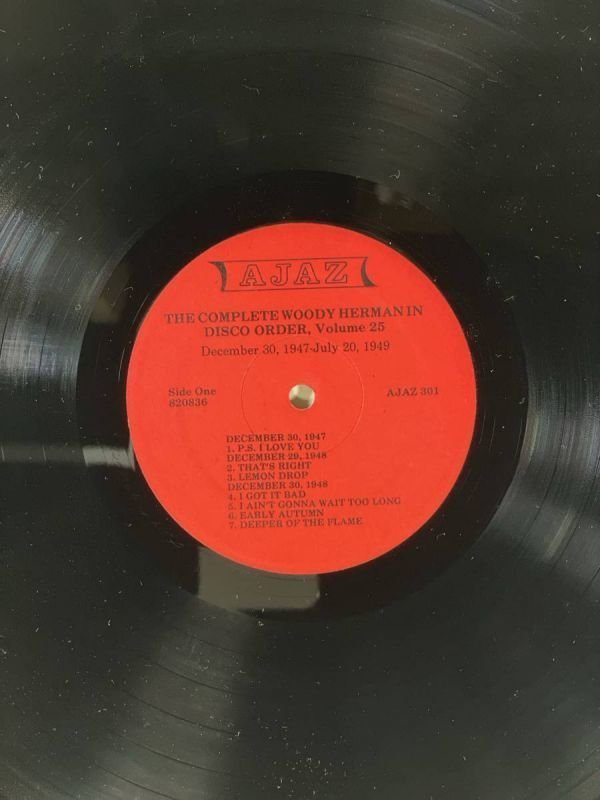 AJAZ
THE COMPLETE WOODY HERMAN IN
DISCO ORDER, Volume 25
December 30, 1947-July 20, 1949
Side One
820836
AJAZ 301
DECEMBER 30, 1947
1. P.S. I LOVE YOU
DECEMBER 29, 1948
2. THAT'S RIGHT
3. LEMON DROP
DECEMBER 30, 1948
4. I GOT IT BAD
5. I AIN'T GONNA WAIT TOO LONG
6. EARLY AUTUMN
7. DEEPER OF THE FLAME